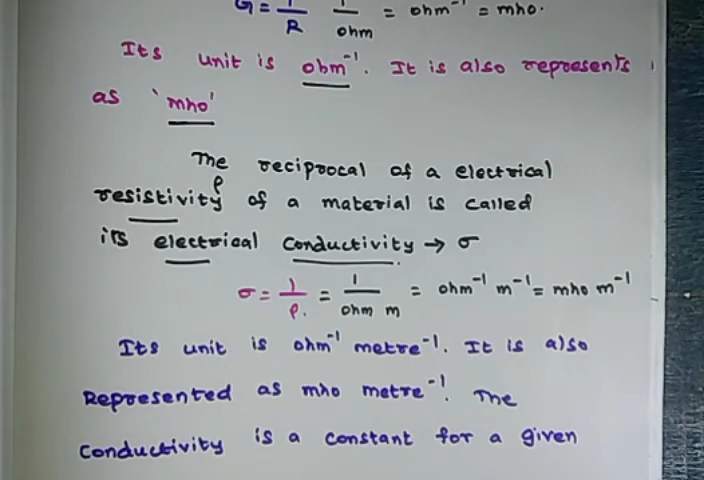 G = 1/R 1/ohm = ohm⁻¹ = mho.
Its unit is ohm⁻¹. It is also represents
as 'mho'
The reciprocal of a electrical
resistivity ρ of a material is called
its electrical conductivity → σ
σ = 1/ρ. = 1/ohm m = ohm⁻¹ m⁻¹ = mho m⁻¹
Its unit is ohm⁻¹ metre⁻¹. It is also
Represented as mho metre⁻¹. The
conductivity is a constant for a given